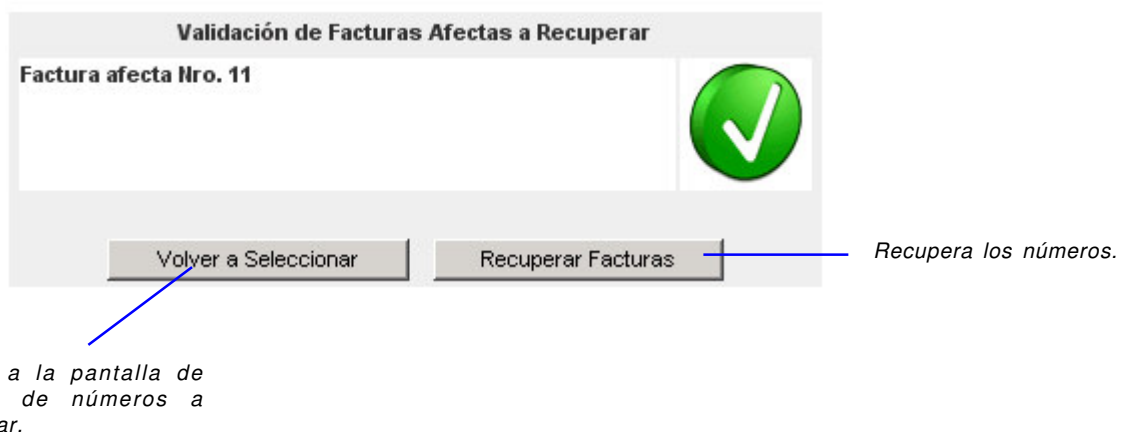 Validación de Facturas Afectas a Recuperar
Factura afecta Nro. 11
Volver a Seleccionar
Recuperar Facturas
Recupera los números.
a la pantalla de
de números a
ar.